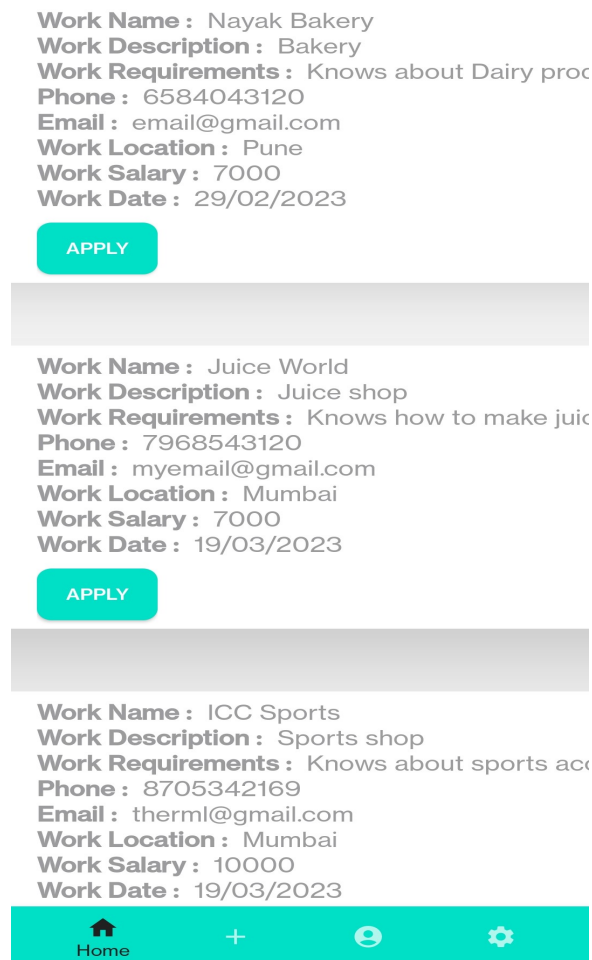 Work Name : Nayak Bakery
Work Description : Bakery
Work Requirements : Knows about Dairy
Phone : 6584043120
Email : email@gmail.com
Work Location : Pune
Work Salary : 7000
Work Date : 29/02/2023
APPLY
Work Name : Juice World
Work Description : Juice shop
Work Requirements : Knows how to make
Phone : 7968543120
Email : myemail@gmail.com
Work Location : Mumbai
Work Salary : 7000
Work Date : 19/03/2023
APPLY
Work Name : ICC Sports
Work Description : Sports shop
Work Requirements : Knows about sports
Phone : 8705342169
Email : therml@gmail.com
Work Location : Mumbai
Work Salary : 10000
Work Date : 19/03/2023
Home